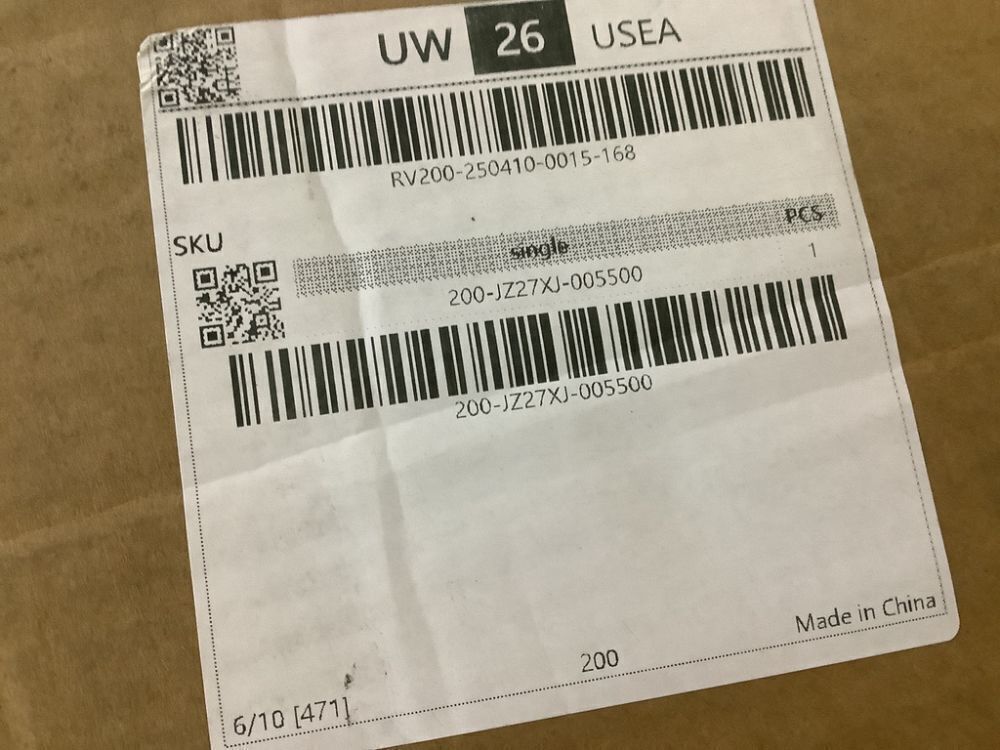 UW 26 USEA
RV200-250410-0015-168
SKU
single PCS
200-JZ27XJ-005500 1
200-JZ27XJ-005500
Made in China
200
6/10 [471]